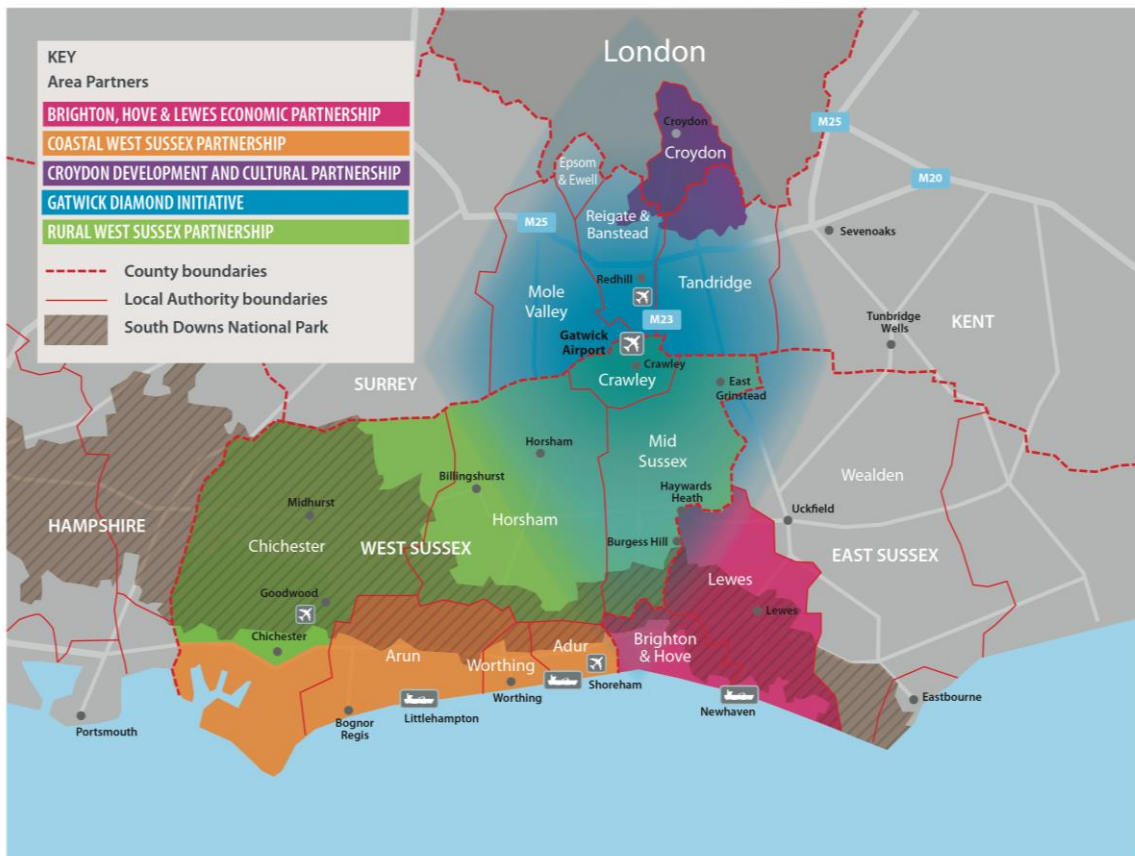 London
KEY
Area Partners
BRIGHTON, HOVE & LEWES ECONOMIC PARTNERSHIP
COASTAL WEST SUSSEX PARTNERSHIP
CROYDON DEVELOPMENT AND CULTURAL PARTNERSHIP
GATWICK DIAMOND INITIATIVE
RURAL WEST SUSSEX PARTNERSHIP
County boundaries
Local Authority boundaries
South Downs National Park
Croydon
Croydon
M25
Epsom
& Ewell
M20
M25
Reigate &
Banstead
Sevenoaks
Redhill
Tandridge
Mole
Valley
M23
Tunbridge
Wells
KENT
Gatwick
Airport
Crawley
Crawley
SURREY
East
Grinstead
Horsham
Mid
Sussex
Billingshurst
Wealden
Haywards
Heath
Midhurst
Uckfield
HAMPSHIRE
Chichester
WEST SUSSEX
Horsham
Burgess Hill
EAST SUSSEX
Lewes
Goodwood
Lewes
Chichester
Arun
Worthing
Adur
Brighton
& Hove
Shoreham
Worthing
Eastbourne
Newhaven
Bognor
Regis
Littlehampton
Portsmouth